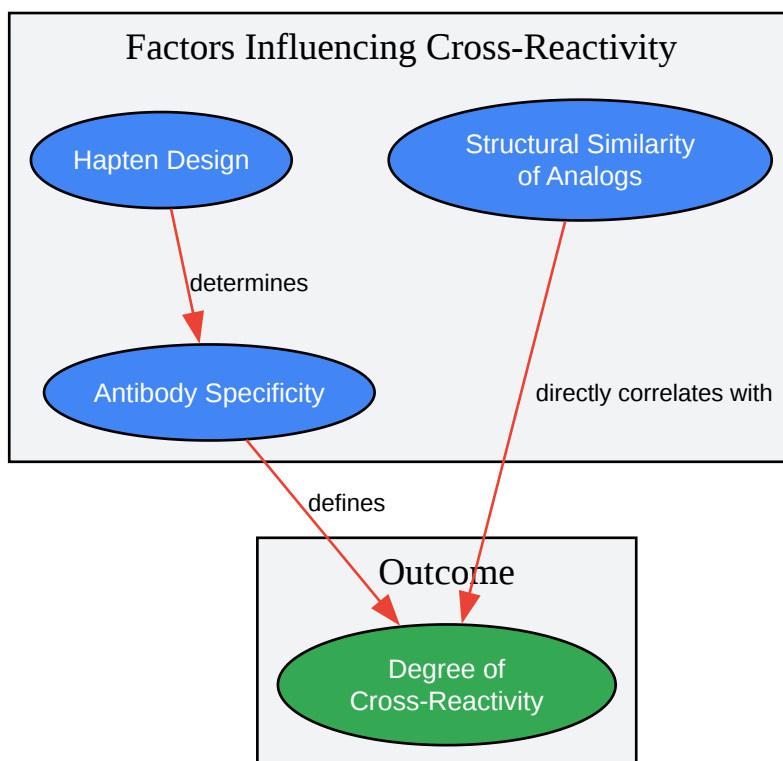 Factors Influencing Cross-Reactivity
Hapten Design
Structural Similarity
of Analogs
determines
Antibody Specificity
directly correlates with
defines
Outcome
Degree of
Cross-Reactivity